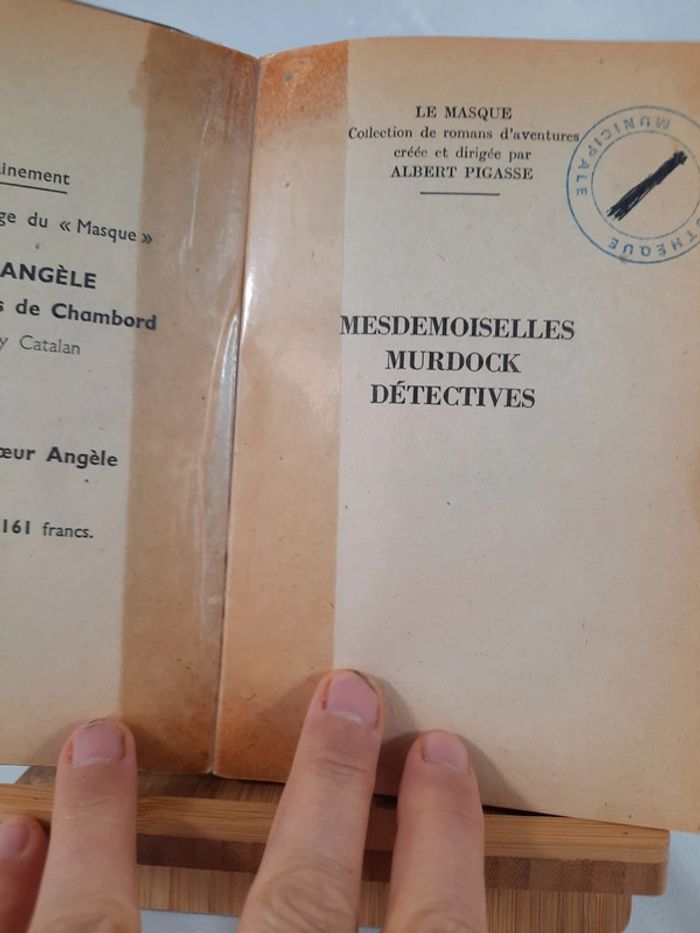 inement
ge du « Masque »
ANGÈLE
s de Chambord
y Catalan
œur Angèle
161 francs.
LE MASQUE
Collection de romans d'aventures
créée et dirigée par
ALBERT PIGASSE
MUNICIPALE
OTHÈQUE
MESDEMOISELLES
MURDOCK
DÉTECTIVES